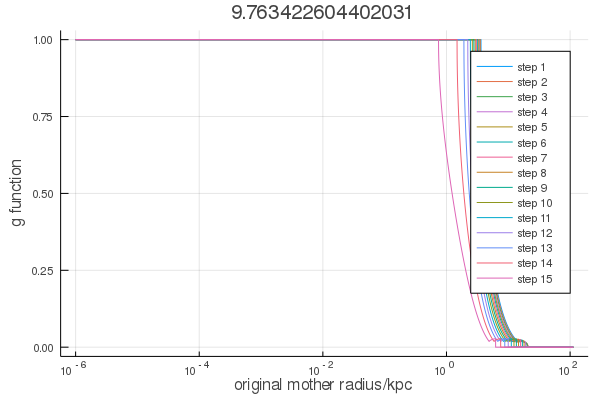 9.763422604402031
g function
1.00
0.75
0.50
0.25
0.00
step 1
step 2
step 3
step 4
step 5
step 6
step 7
step 8
step 9
step 10
step 11
step 12
step 13
step 14
step 15
10^-6 10^-4 10^-2 10^0 10^2
original mother radius/kpc